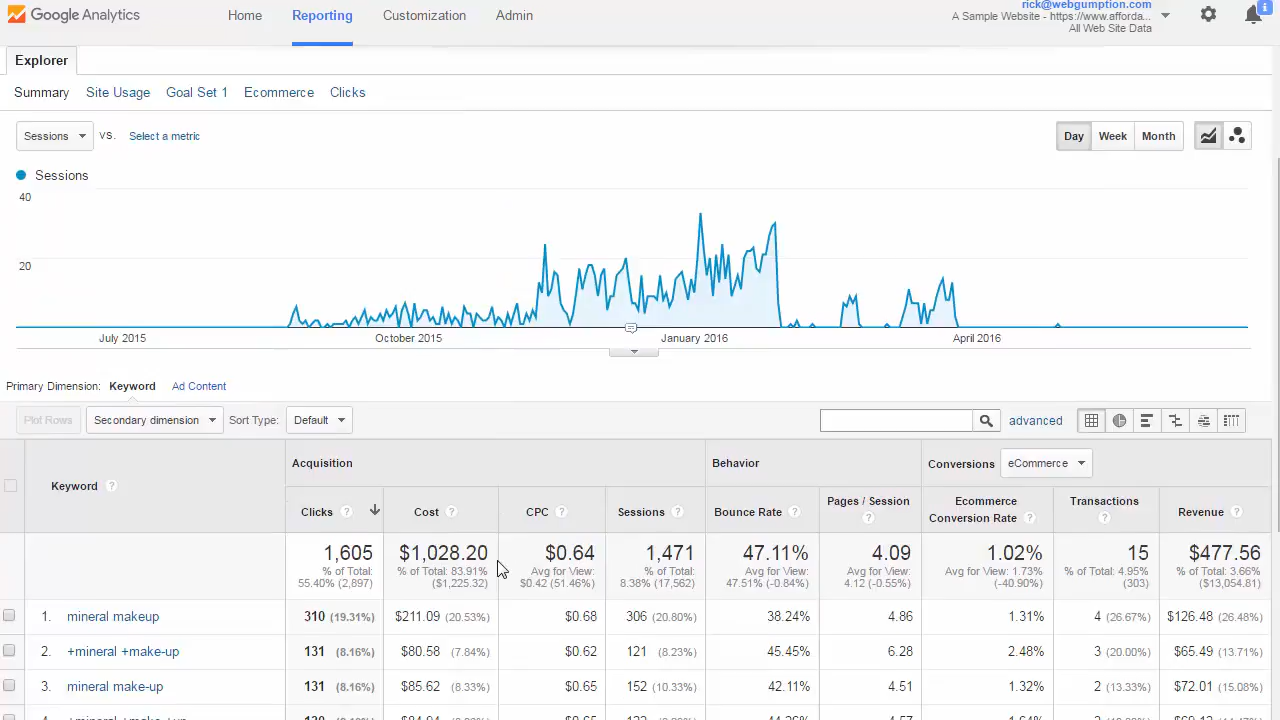 Google Analytics
Home Reporting Customization Admin
rick@webgumption.com
A Sample Website - https://www.afforda...
All Web Site Data
i
Explorer
Summary Site Usage Goal Set 1 Ecommerce Clicks
Sessions VS. Select a metric
Day Week Month
Sessions
40
20
July 2015 October 2015 January 2016 April 2016
Primary Dimension: Keyword Ad Content
Plot Rows Secondary dimension Sort Type: Default advanced
Acquisition Behavior Conversions eCommerce
Keyword ?
Clicks ? Cost ? CPC ? Sessions ? Bounce Rate ? Pages / Session ? Ecommerce Conversion Rate ? Transactions ? Revenue ?
1,605 $1,028.20 $0.64 1,471 47.11% 4.09 1.02% 15 $477.56
% of Total: % of Total: 83.91% Avg for View: % of Total: Avg for View: Avg for View: Avg for View: 1.73% % of Total: 4.95% % of Total: 3.66%
55.40% (2,897) ($1,225.32) $0.42 (51.46%) 8.38% (17,562) 47.51% (-0.84%) 4.12 (-0.55%) (-40.90%) (303) ($13,054.81)
1. mineral makeup 310 (19.31%) $211.09 (20.53%) $0.68 306 (20.80%) 38.24% 4.86 1.31% 4 (26.67%) $126.48 (26.48%)
2. +mineral +make-up 131 (8.16%) $80.58 (7.84%) $0.62 121 (8.23%) 45.45% 6.28 2.48% 3 (20.00%) $65.49 (13.71%)
3. mineral make-up 131 (8.16%) $85.62 (8.33%) $0.65 152 (10.33%) 42.11% 4.51 1.32% 2 (13.33%) $72.01 (15.08%)